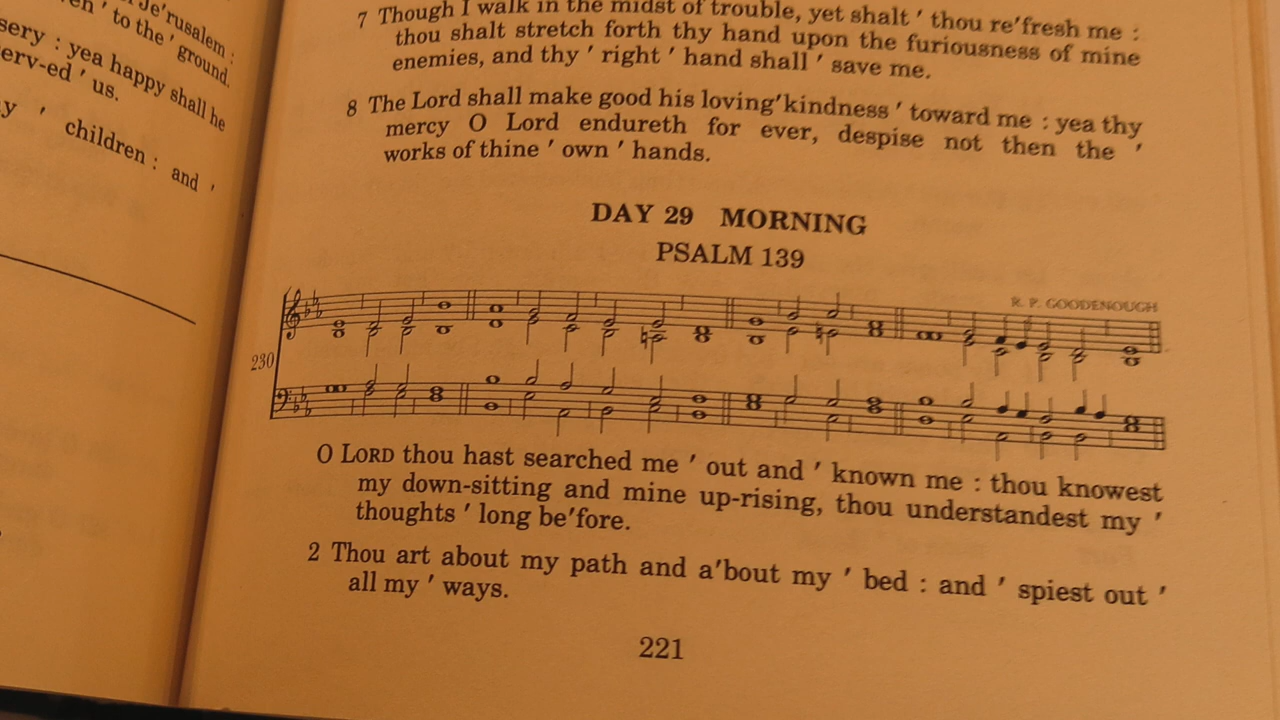 Je'rusalem :
' to the ' ground.
: yea happy shall he
' us.
' children : and '
7 Though I walk in the midst of trouble, yet shalt ' thou re'fresh me :
thou shalt stretch forth thy hand upon the furiousness of mine
enemies, and thy ' right ' hand shall ' save me.
8 The Lord shall make good his loving'kindness ' toward me : yea thy
mercy O Lord endureth for ever, despise not then the '
works of thine ' own ' hands.
DAY 29 MORNING
PSALM 139
R. P. GOODENOUGH
230
O LORD thou hast searched me ' out and ' known me : thou knowest
my down-sitting and mine up-rising, thou understandest my '
thoughts ' long be'fore.
2 Thou art about my path and a'bout my ' bed : and ' spiest out '
all my ' ways.
221